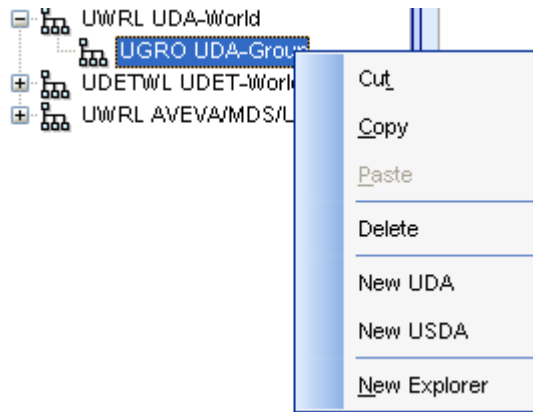 UWRL UDA-World
UGRO UDA-Group
UDETWL UDET-Worl
UWRL AVEVA/MDS/L
Cut
Copy
Paste
Delete
New UDA
New USDA
New Explorer